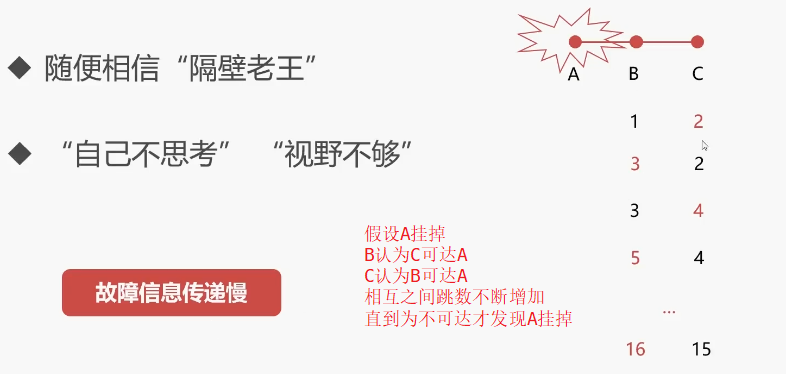 ◆ 随便相信“隔壁老王”
◆ “自己不思考” “视野不够”
故障信息传递慢
A B C
1 2
3 2
3 4
5 4
...
16 15
假设A挂掉
B认为C可达A
C认为B可达A
相互之间跳数不断增加
直到为不可达才发现A挂掉